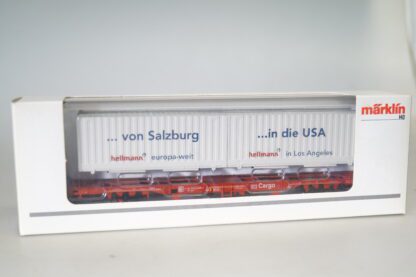 märklin
H0
... von Salzburg
...in die USA
hellmann europa-weit
hellmann in Los Angeles
DB Cargo